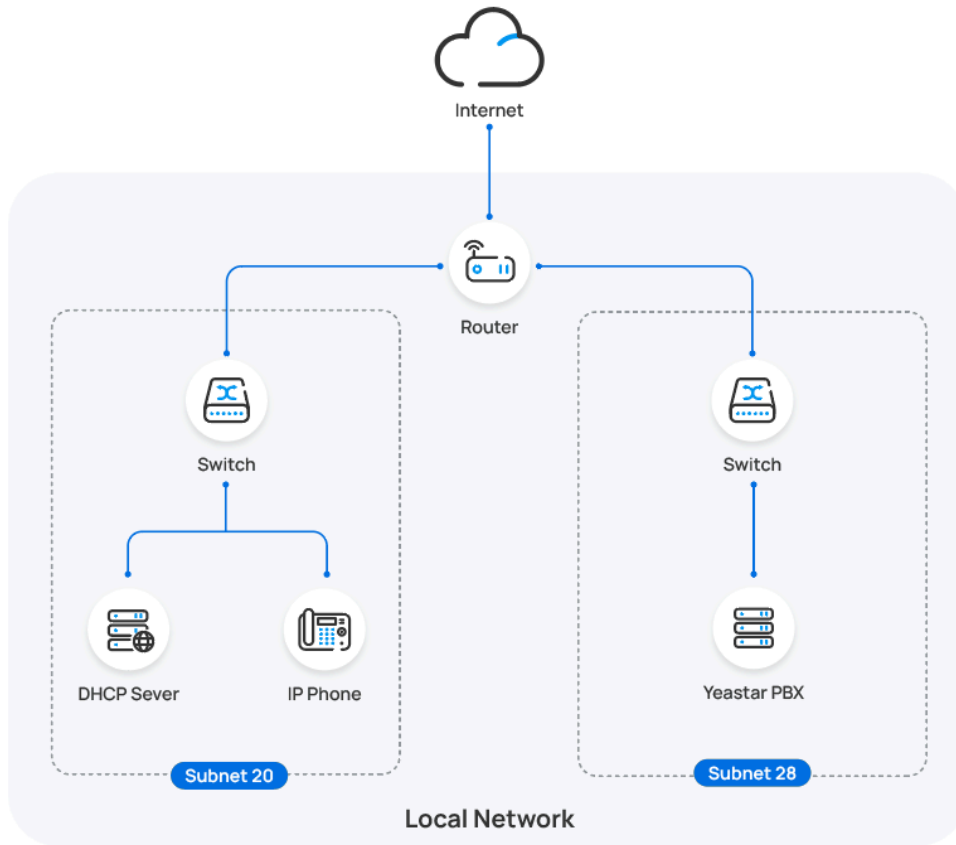 Internet
Router
Switch
Switch
DHCP Sever
IP Phone
Yeastar PBX
Subnet 20
Subnet 28
Local Network